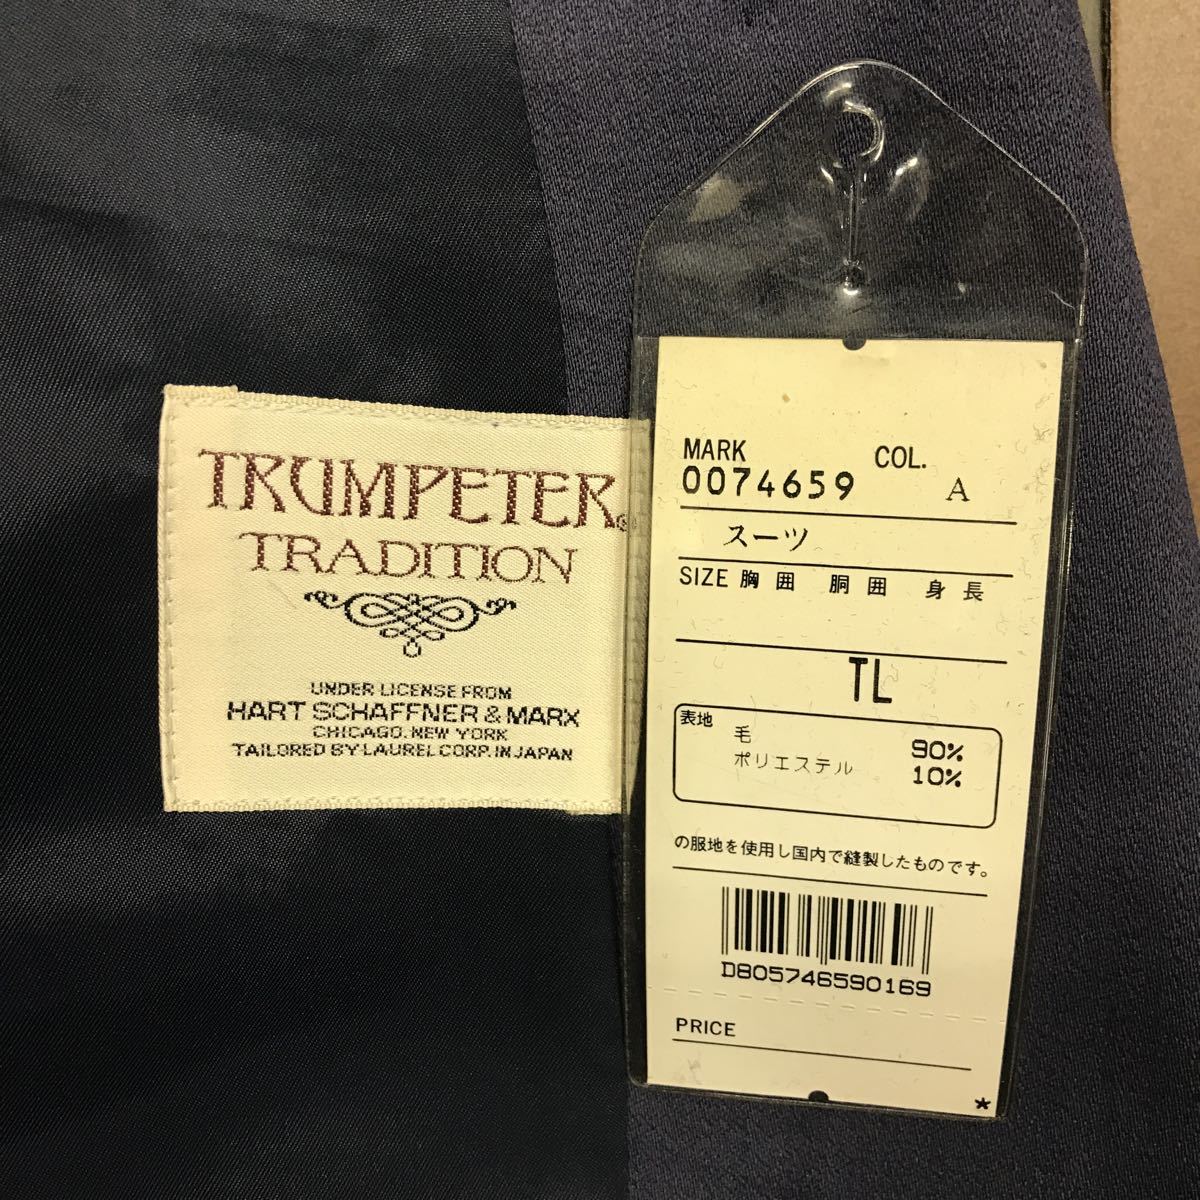 TRUMPETER®
TRADITION
UNDER LICENSE FROM
HART SCHAFFNER & MARX
CHICAGO. NEW YORK
TAILORED BY LAUREL CORP. IN JAPAN
MARK COL.
0074659 A
スーツ
SIZE 胸囲 胴囲 身長
TL
表地 毛 90%
ポリエステル 10%
の服地を使用し国内で縫製したものです。
D805746590169
PRICE
*